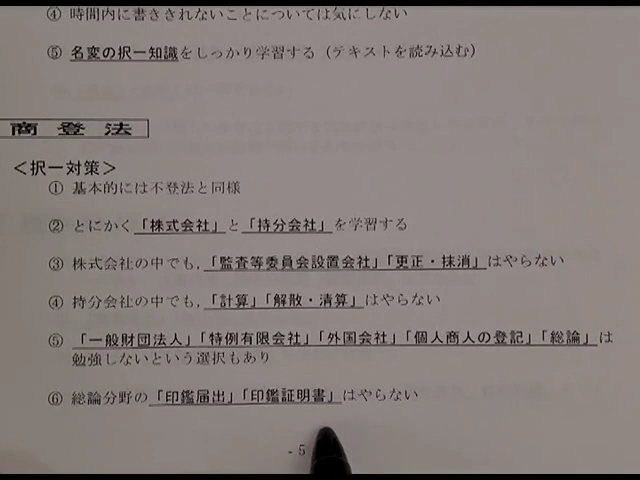 ④ 時間内に書ききれないことについては気にしない
⑤ 名変の択一知識をしっかり学習する（テキストを読み込む）
商登法
＜択一対策＞
① 基本的には不登法と同様
② とにかく「株式会社」と「持分会社」を学習する
③ 株式会社の中でも,「監査等委員会設置会社」「更正・抹消」はやらない
④ 持分会社の中でも,「計算」「解散・清算」はやらない
⑤ 「一般財団法人」「特例有限会社」「外国会社」「個人商人の登記」「総論」は
勉強しないという選択もあり
⑥ 総論分野の「印鑑届出」「印鑑証明書」はやらない
- 5